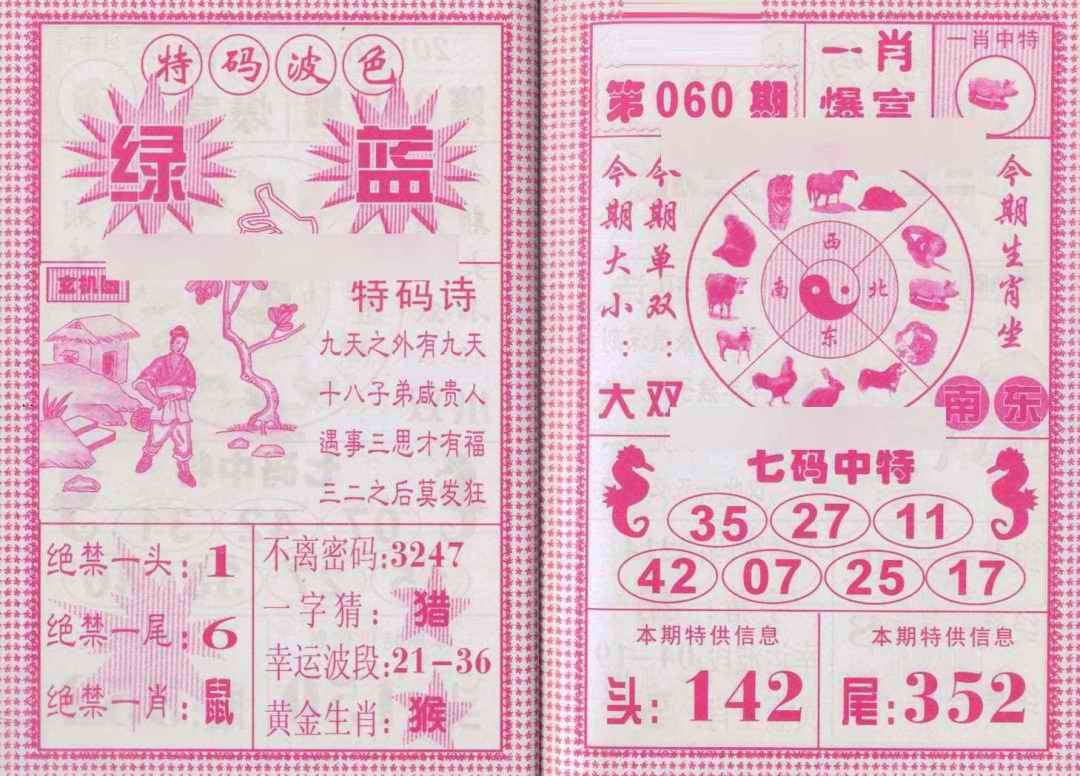 特码波色
绿 蓝
玄机图
特码诗
九天之外有九天
十八子弟咸贵人
遇事三思才有福
三二之后莫发狂
绝禁一头:1
绝禁一尾:6
绝禁一肖:鼠
不离密码:3247
一字猜:猎
幸运波段:21-36
黄金生肖:猴
第060期
一肖
爆富
一肖中特
今期大小:大
今期单双:双
西
南 北
东
今期生肖坐
南东
七码中特
35 27 11
42 07 25 17
本期特供信息
头:142
本期特供信息
尾:352